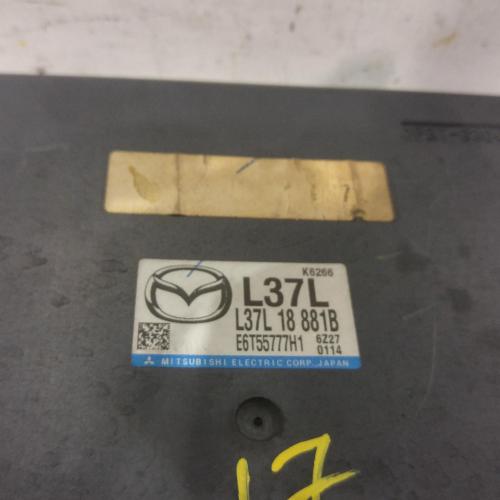 K6266
L37L
L37L 18 881B
E6T55777H1 6Z27
0114
MITSUBISHI ELECTRIC CORP. JAPAN
17